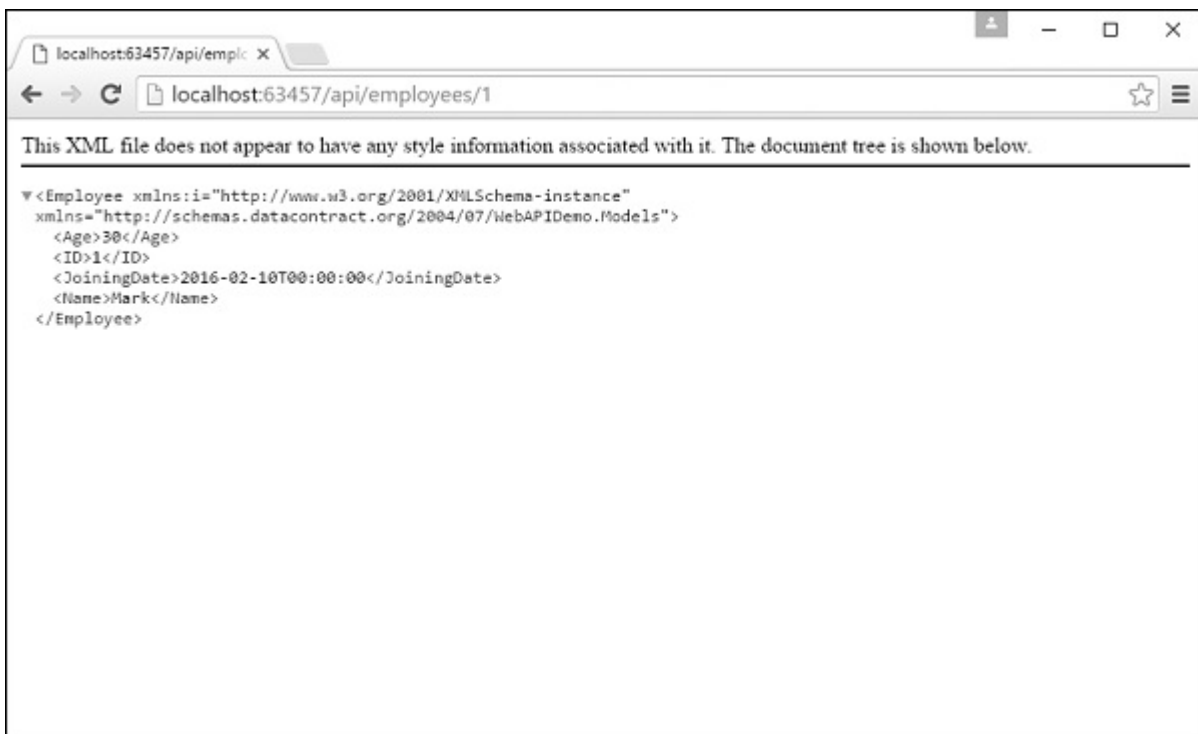 localhost:63457/api/emplc
localhost:63457/api/employees/1
This XML file does not appear to have any style information associated with it. The document tree is shown below.
<Employee xmlns:i="http://www.w3.org/2001/XMLSchema-instance"
xmlns="http://schemas.datacontract.org/2004/07/WebAPIDemo.Models">
<Age>30</Age>
<ID>1</ID>
<JoiningDate>2016-02-10T00:00:00</JoiningDate>
<Name>Mark</Name>
</Employee>